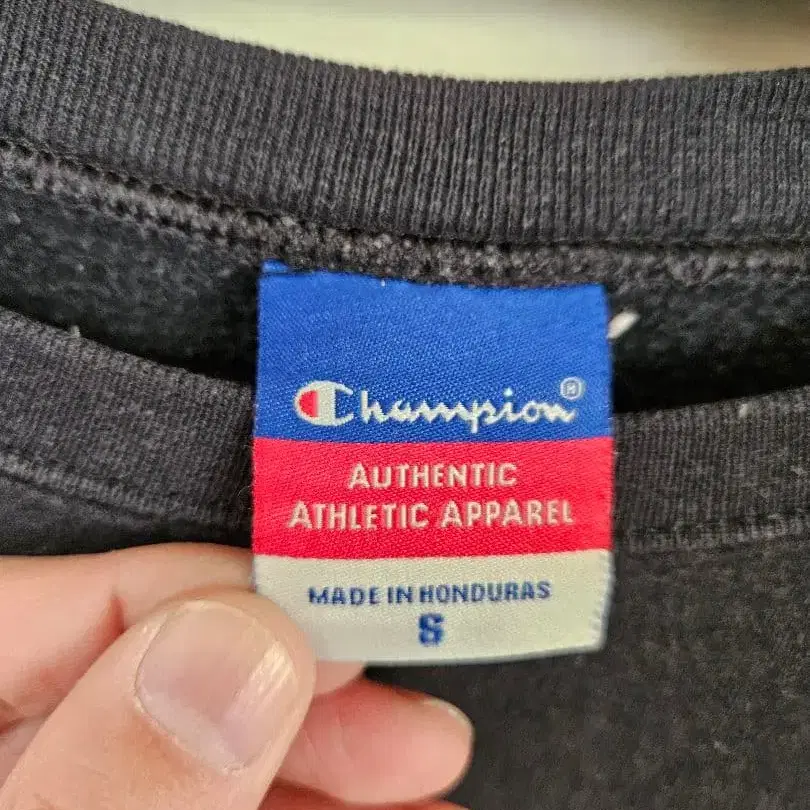 Champion®
AUTHENTIC
ATHLETIC APPAREL
MADE IN HONDURAS
S